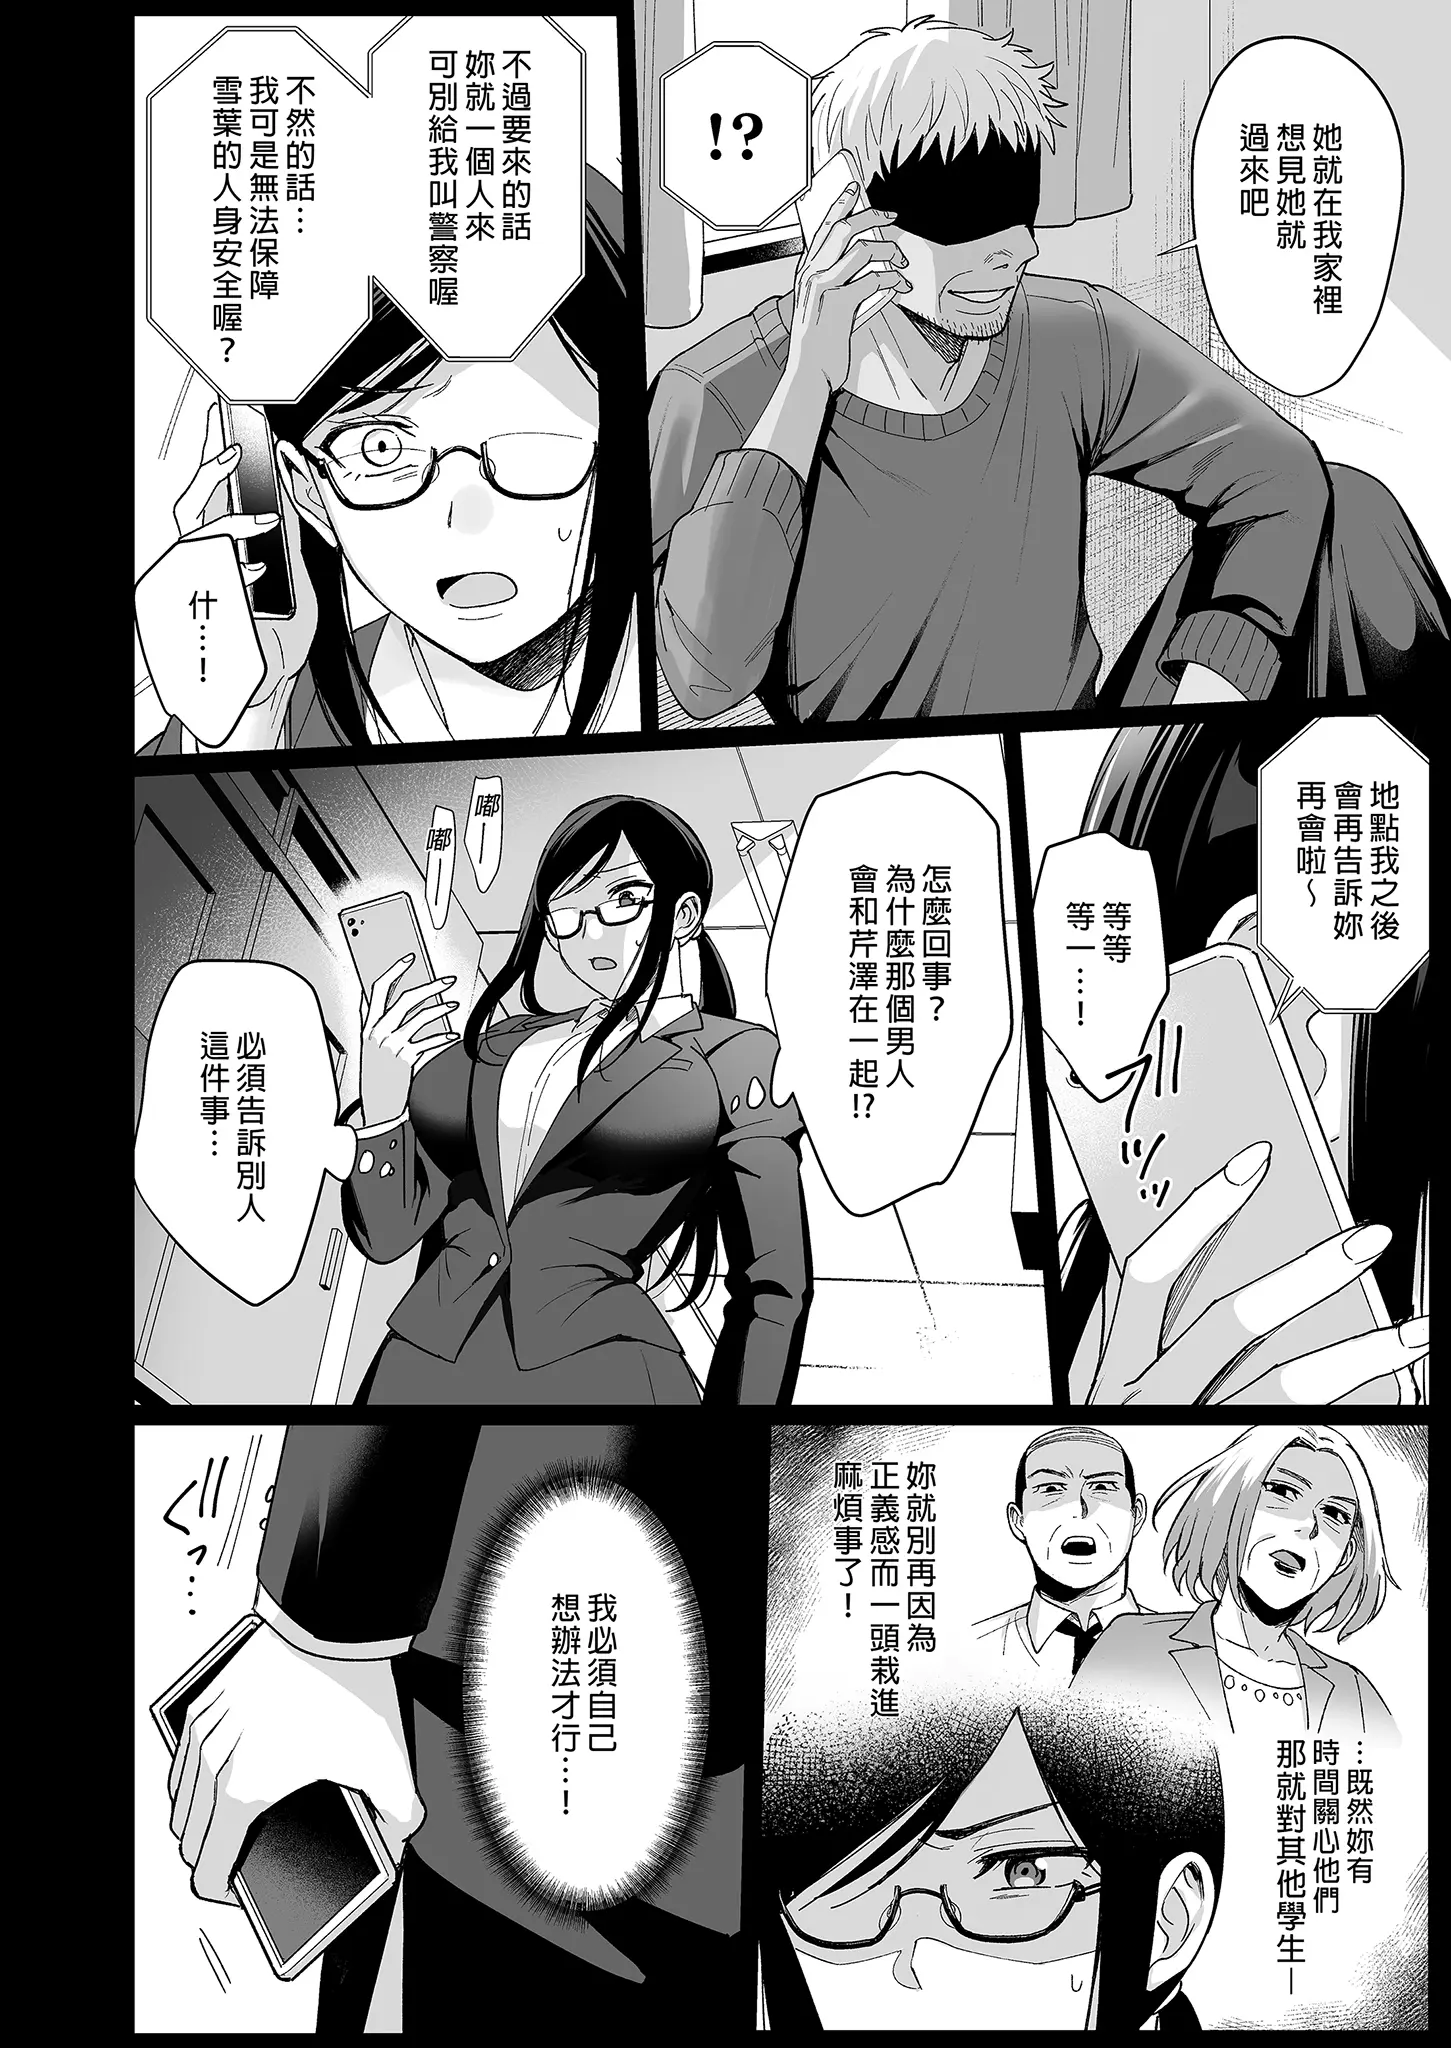 她就在我家裡
想見她就
過來吧
!?
不過要來的話
妳就一個人來
可別給我叫警察喔
不然的話…
我可是無法保障
雪葉的人身安全喔?
什…!
地點我之後
會再告訴妳
再會啦～
等等
等一…!
ブツッ
怎麼回事?
為什麼那個男人
會和芹澤在一起!?
嘟—
嘟—
必須告訴別人
這件事…
…既然妳有
時間關心他們
那就對其他學生—
妳就別再因為
正義感而一頭栽進
麻煩事了!
我必須自己
想辦法才行…!
ぐっ…